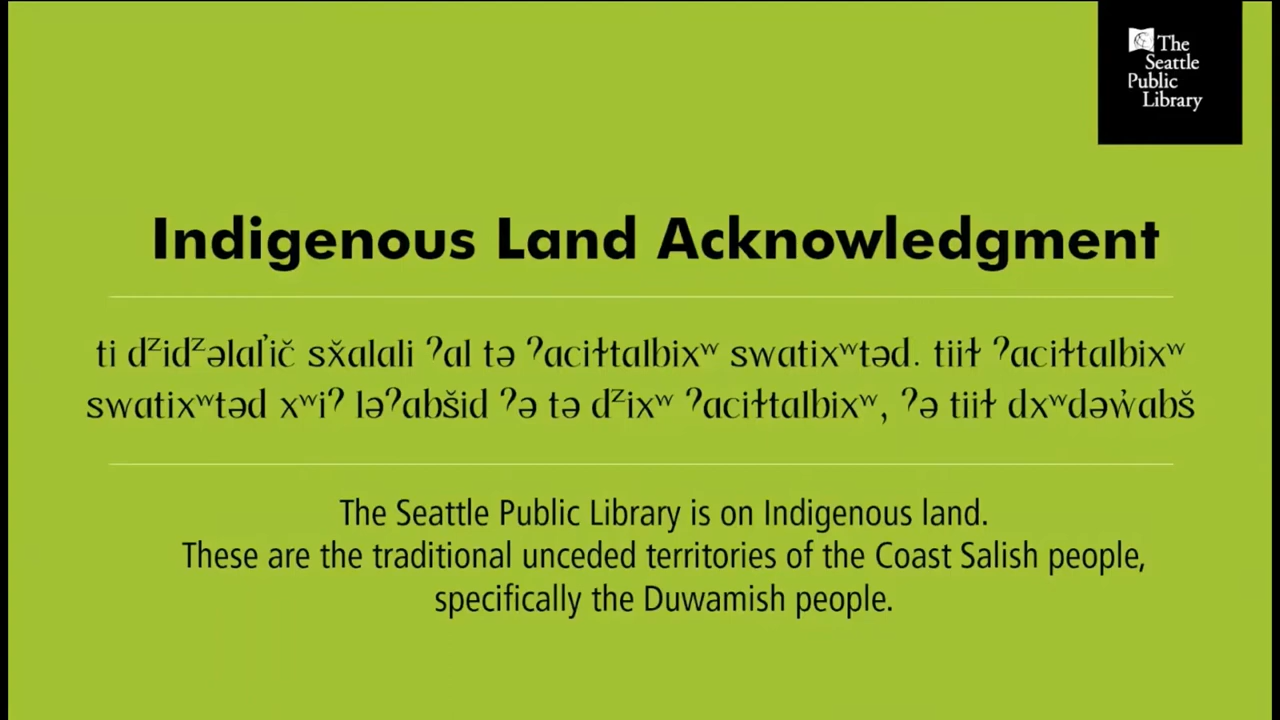 The
Seattle
Public
Library
Indigenous Land Acknowledgment
ti dᶻidᶻəlal̓ič sx̌alali ʔal tə ʔaciɫtalbixʷ swatixʷtəd. tiiɫ ʔaciɫtalbixʷ
swatixʷtəd xʷiʔ ləʔabšid ʔə tə dᶻixʷ ʔaciɫtalbixʷ, ʔə tiiɫ dxʷdəw̓abš
The Seattle Public Library is on Indigenous land.
These are the traditional unceded territories of the Coast Salish people,
specifically the Duwamish people.